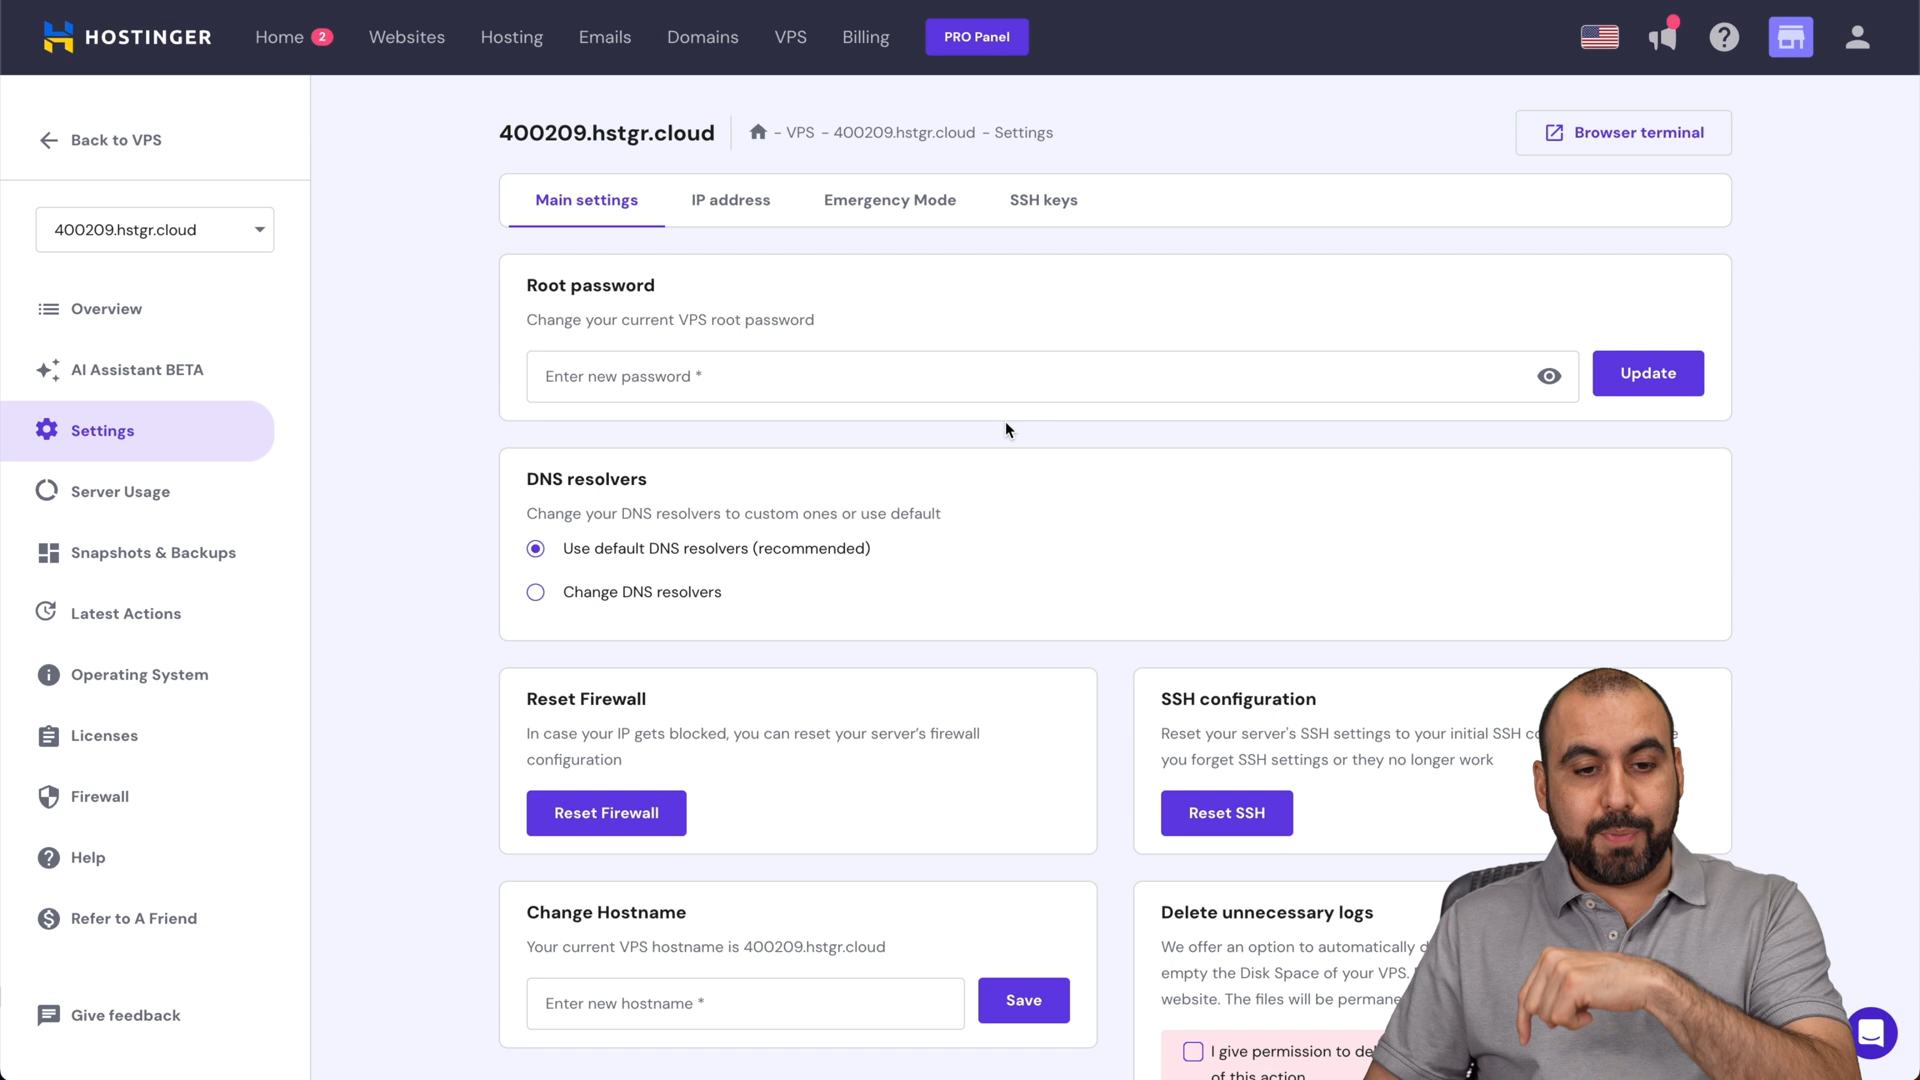 HOSTINGER
Home 2
Websites
Hosting
Emails
Domains
VPS
Billing
PRO Panel
Back to VPS
400209.hstgr.cloud
Overview
AI Assistant BETA
Settings
Server Usage
Snapshots & Backups
Latest Actions
Operating System
Licenses
Firewall
Help
Refer to A Friend
Give feedback
400209.hstgr.cloud
- VPS - 400209.hstgr.cloud - Settings
Browser terminal
Main settings
IP address
Emergency Mode
SSH keys
Root password
Change your current VPS root password
Enter new password *
Update
DNS resolvers
Change your DNS resolvers to custom ones or use default
Use default DNS resolvers (recommended)
Change DNS resolvers
Reset Firewall
In case your IP gets blocked, you can reset your server's firewall
configuration
Reset Firewall
SSH configuration
Reset your server's SSH settings to your initial SSH
you forget SSH settings or they no longer work
Reset SSH
Change Hostname
Your current VPS hostname is 400209.hstgr.cloud
Enter new hostname *
Save
Delete unnecessary logs
We offer an option to automatically
empty the Disk Space of your VPS.
website. The files will be
I give permission to
of this action